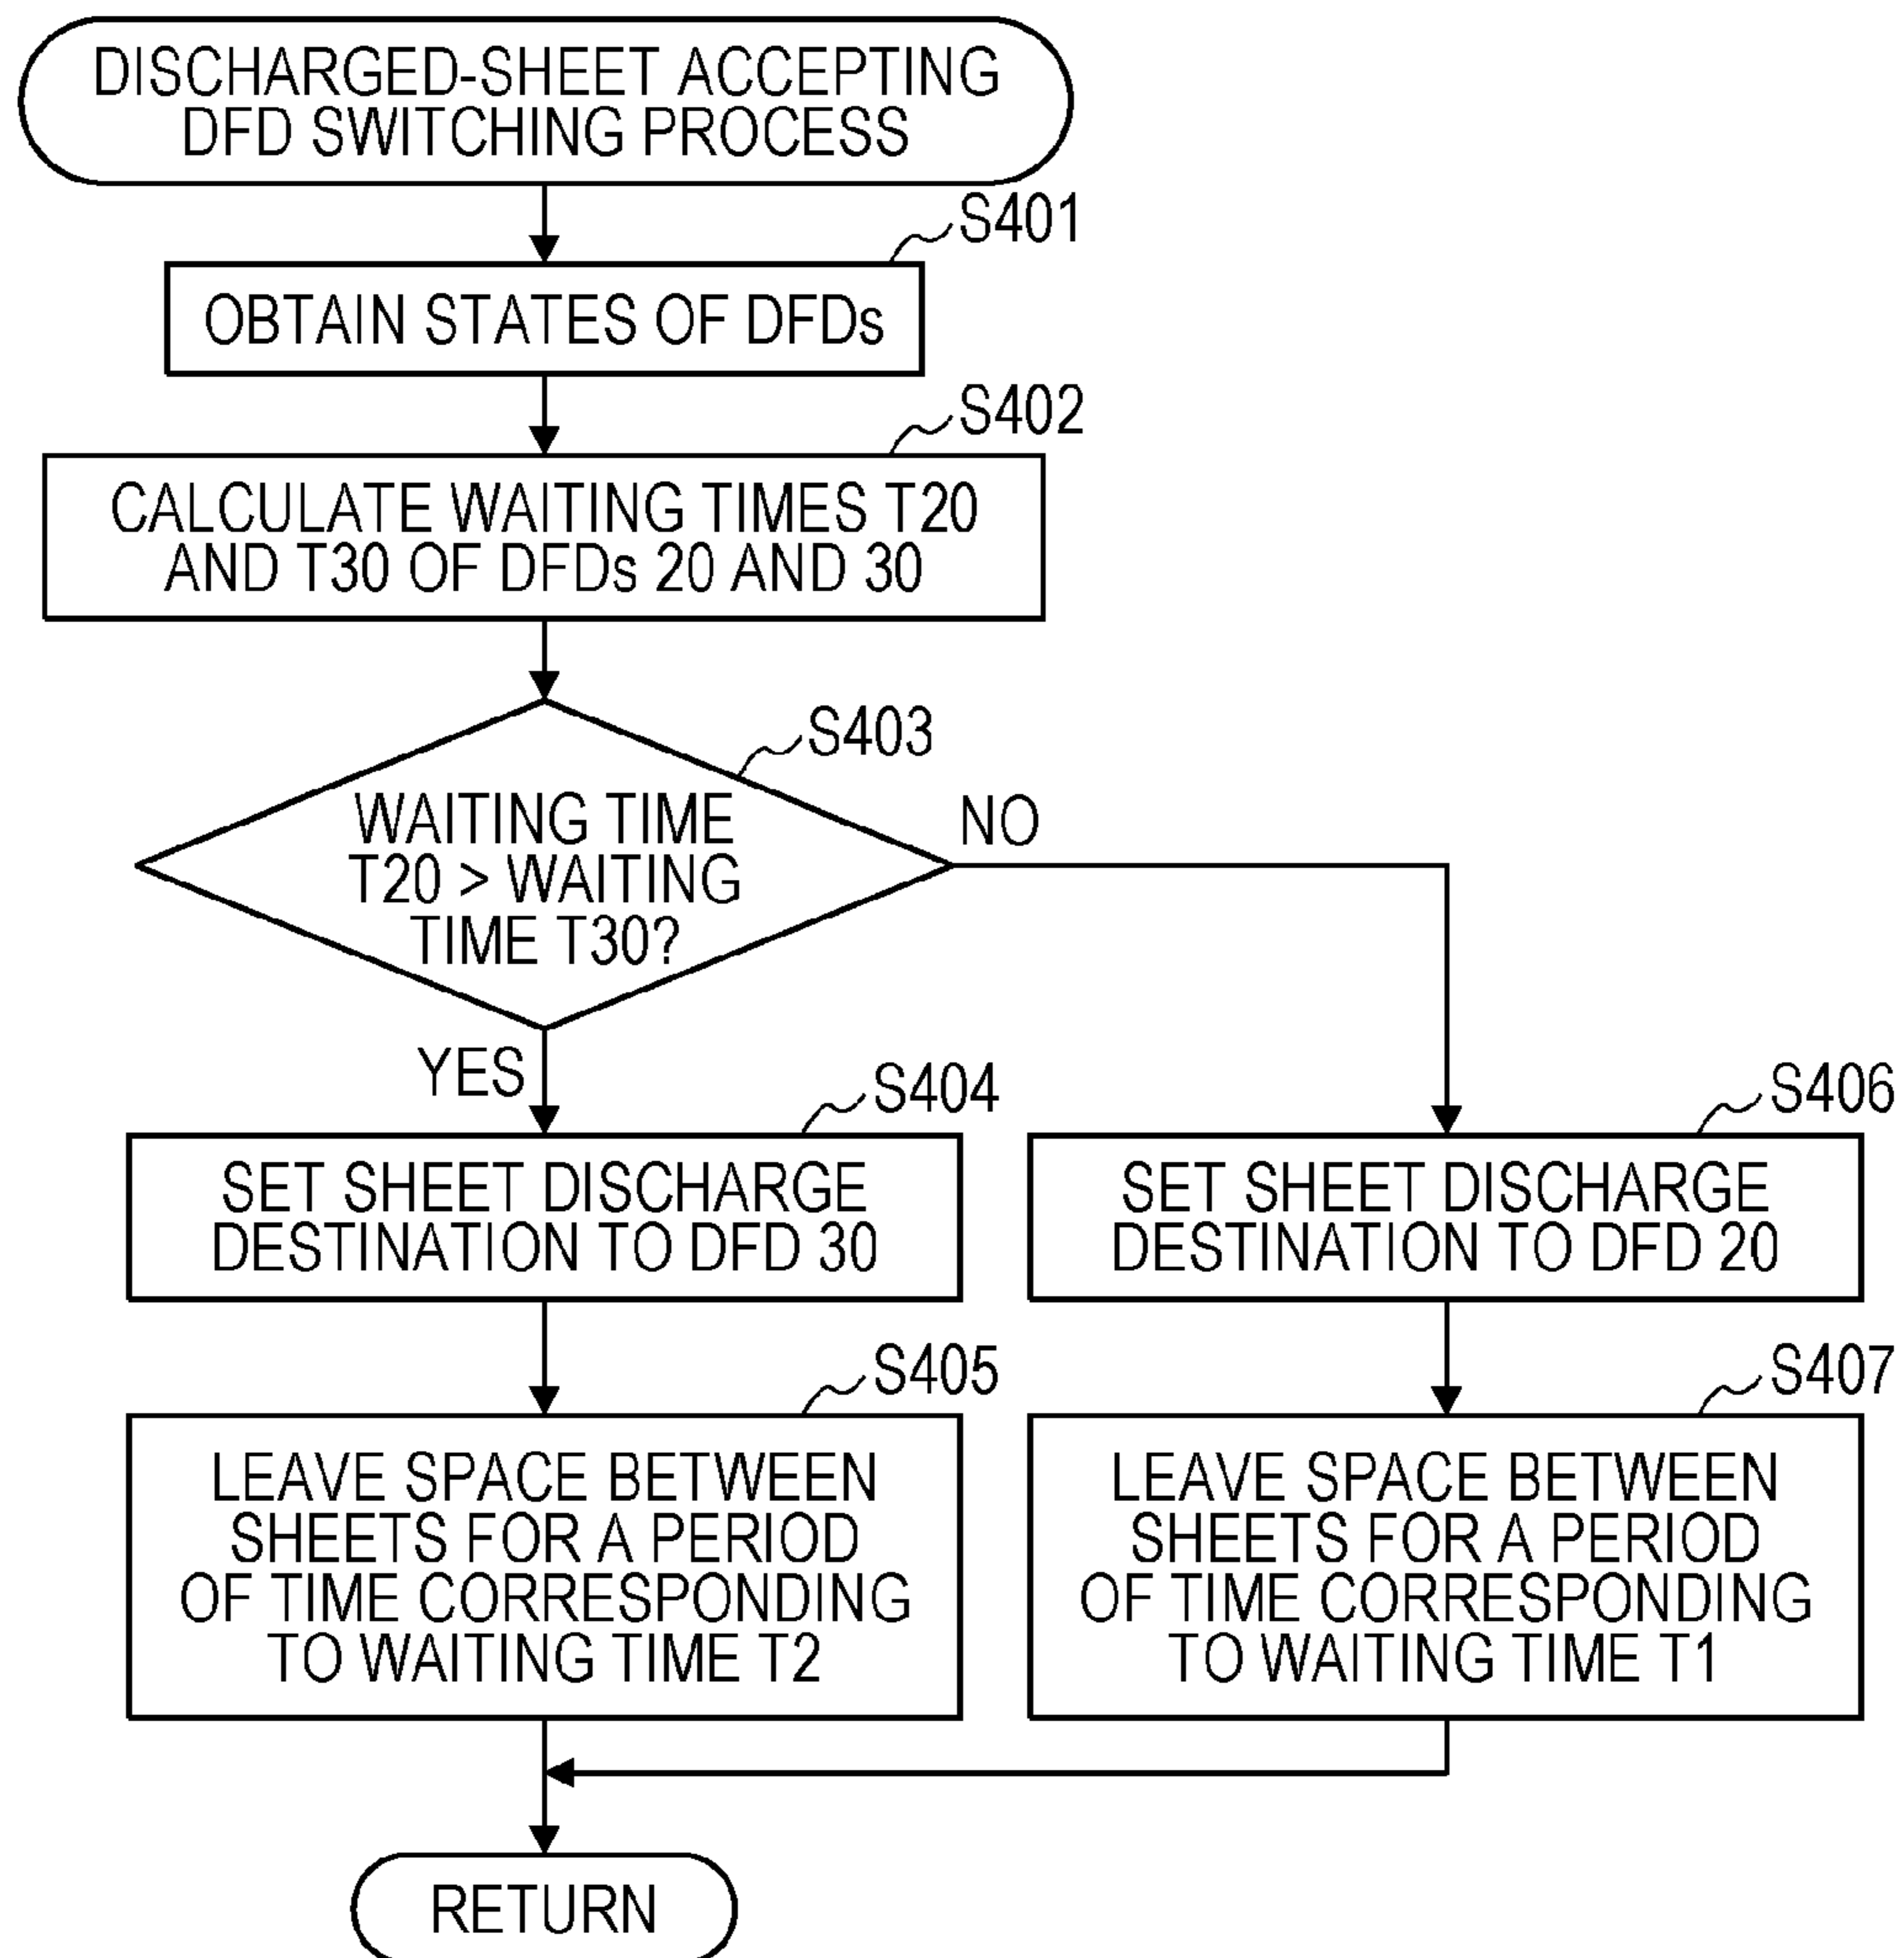 DISCHARGED-SHEET ACCEPTING
DFD SWITCHING PROCESS
S401
OBTAIN STATES OF DFDs
S402
CALCULATE WAITING TIMES T20
AND T30 OF DFDs 20 AND 30
S403
WAITING TIME
T20 > WAITING
TIME T30?
NO
YES
S404
SET SHEET DISCHARGE
DESTINATION TO DFD 30
S406
SET SHEET DISCHARGE
DESTINATION TO DFD 20
S405
LEAVE SPACE BETWEEN
SHEETS FOR A PERIOD
OF TIME CORRESPONDING
TO WAITING TIME T2
S407
LEAVE SPACE BETWEEN
SHEETS FOR A PERIOD
OF TIME CORRESPONDING
TO WAITING TIME T1
RETURN